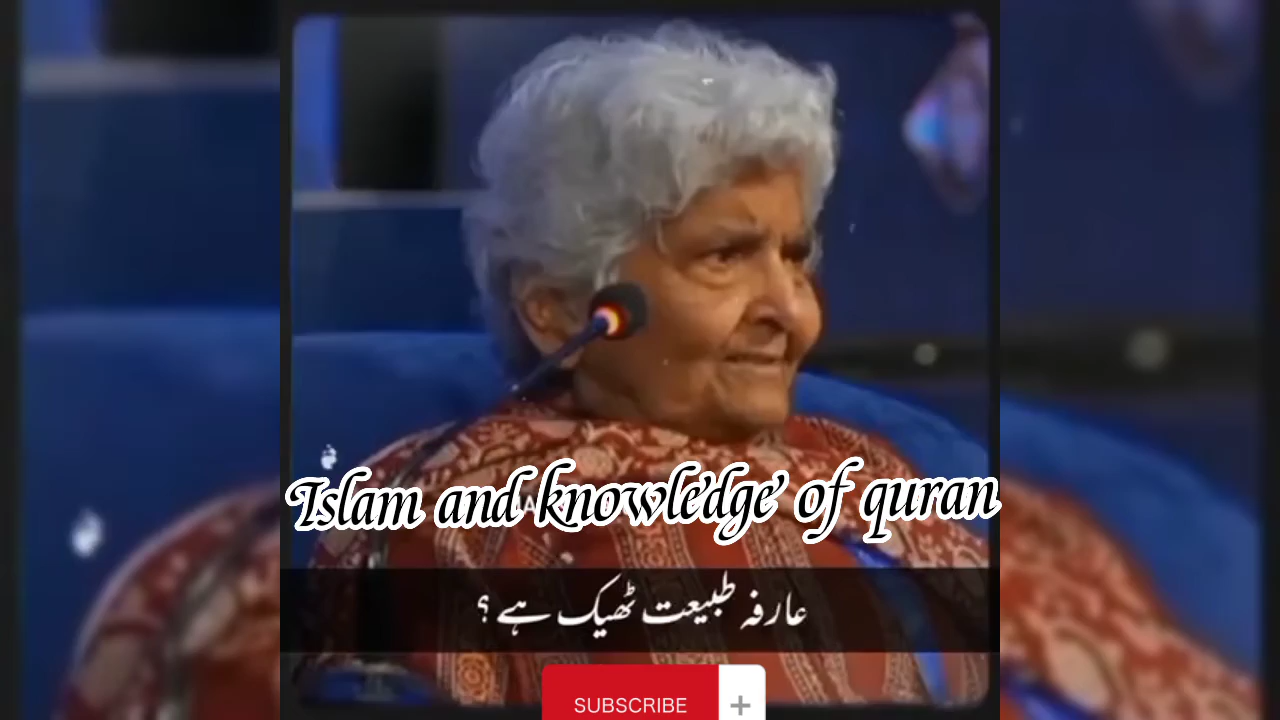 Islam and knowledge of quran
عارفہ طبیعت ٹھیک ہے ؟
SUBSCRIBE +